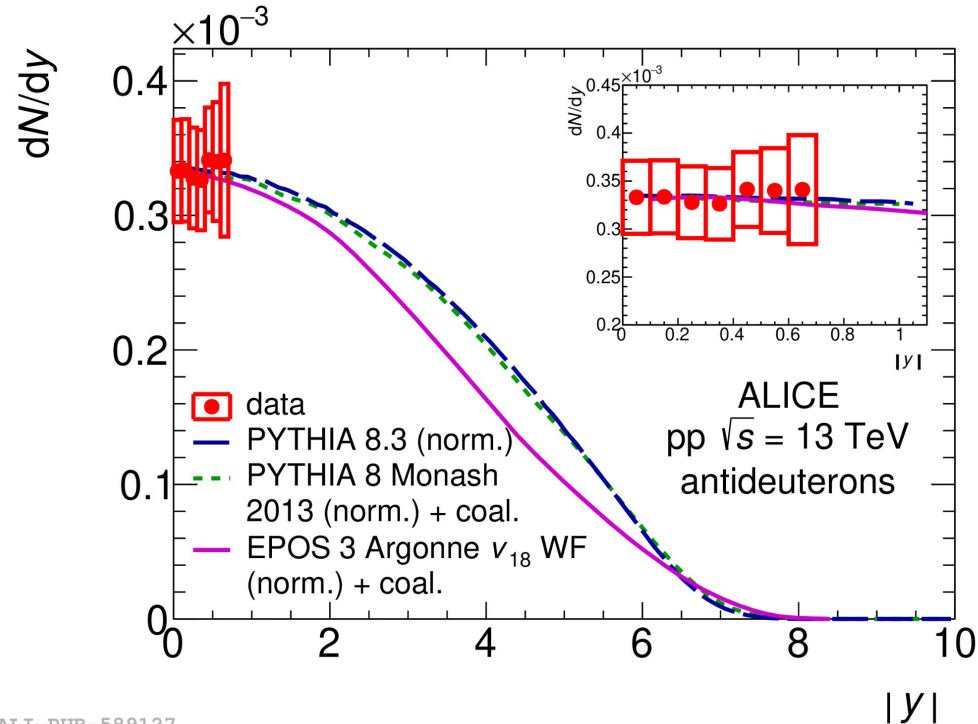 ×10⁻³
dN/dy
0.4
0.3
0.2
0.1
0
0 2 4 6 8 10
|y|
×10⁻³
dN/dy
0.45
0.4
0.35
0.3
0.25
0.2
0 0.2 0.4 0.6 0.8 1
|y|
data
PYTHIA 8.3 (norm.)
PYTHIA 8 Monash
2013 (norm.) + coal.
EPOS 3 Argonne v₁₈ WF
(norm.) + coal.
ALICE
pp √s = 13 TeV
antideuterons